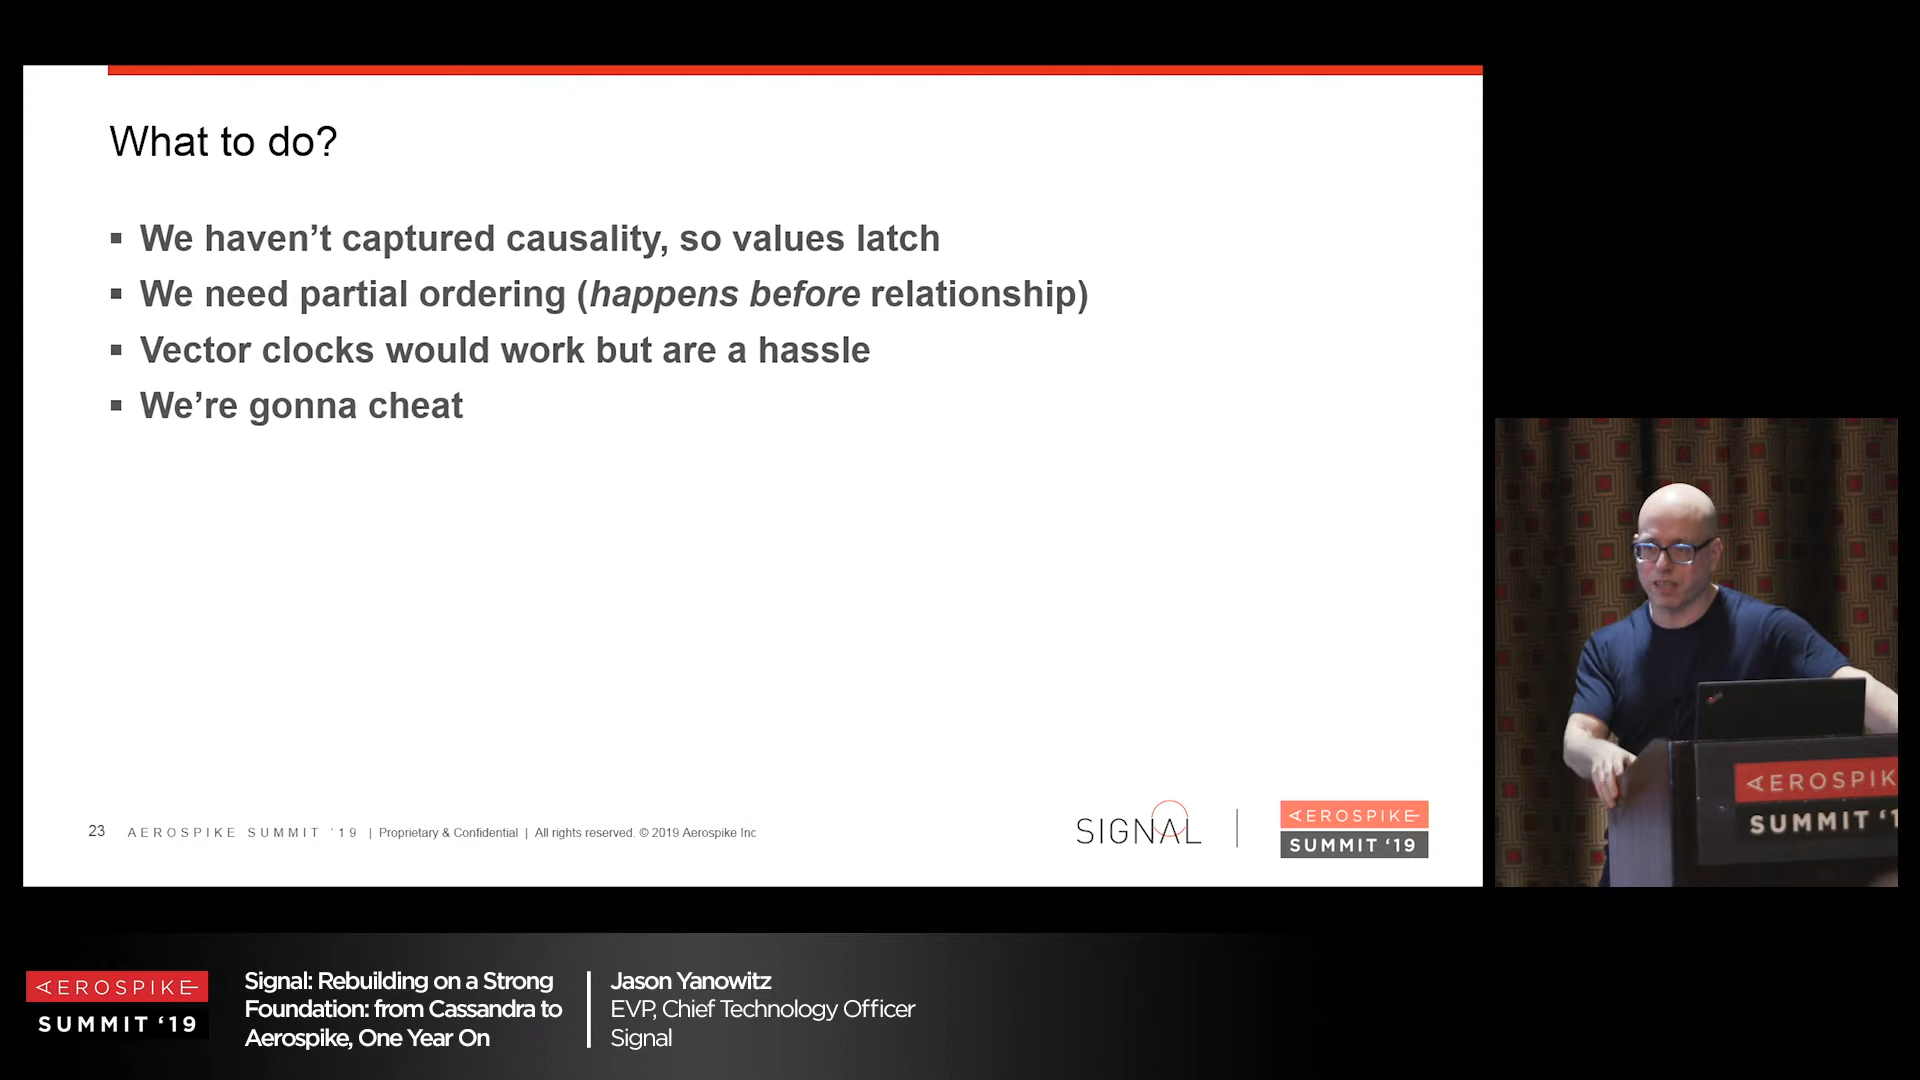 What to do?
We haven’t captured causality, so values latch
We need partial ordering (happens before relationship)
Vector clocks would work but are a hassle
We’re gonna cheat
23 AEROSPIKE SUMMIT ‘19 | Proprietary & Confidential | All rights reserved. © 2019 Aerospike Inc
SIGNAL
AEROSPIKE
SUMMIT ‘19
AEROSPIK
SUMMIT ‘1
AEROSPIKE
SUMMIT ‘19
Signal: Rebuilding on a Strong
Foundation: from Cassandra to
Aerospike, One Year On
Jason Yanowitz
EVP, Chief Technology Officer
Signal